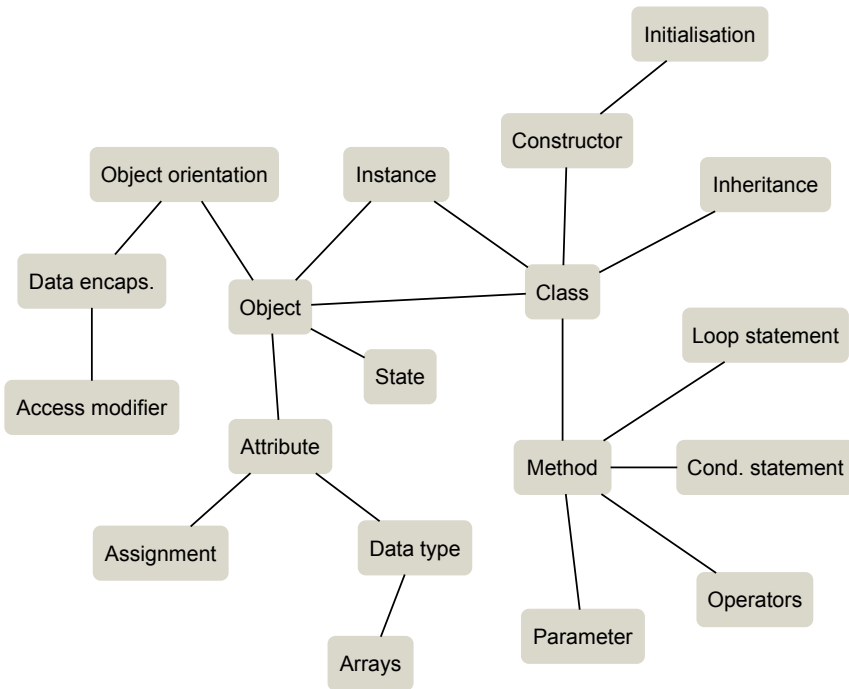 Initialisation
Constructor
Object orientation
Instance
Inheritance
Data encaps.
Object
Class
Loop statement
State
Access modifier
Attribute
Method
Cond. statement
Assignment
Data type
Operators
Parameter
Arrays